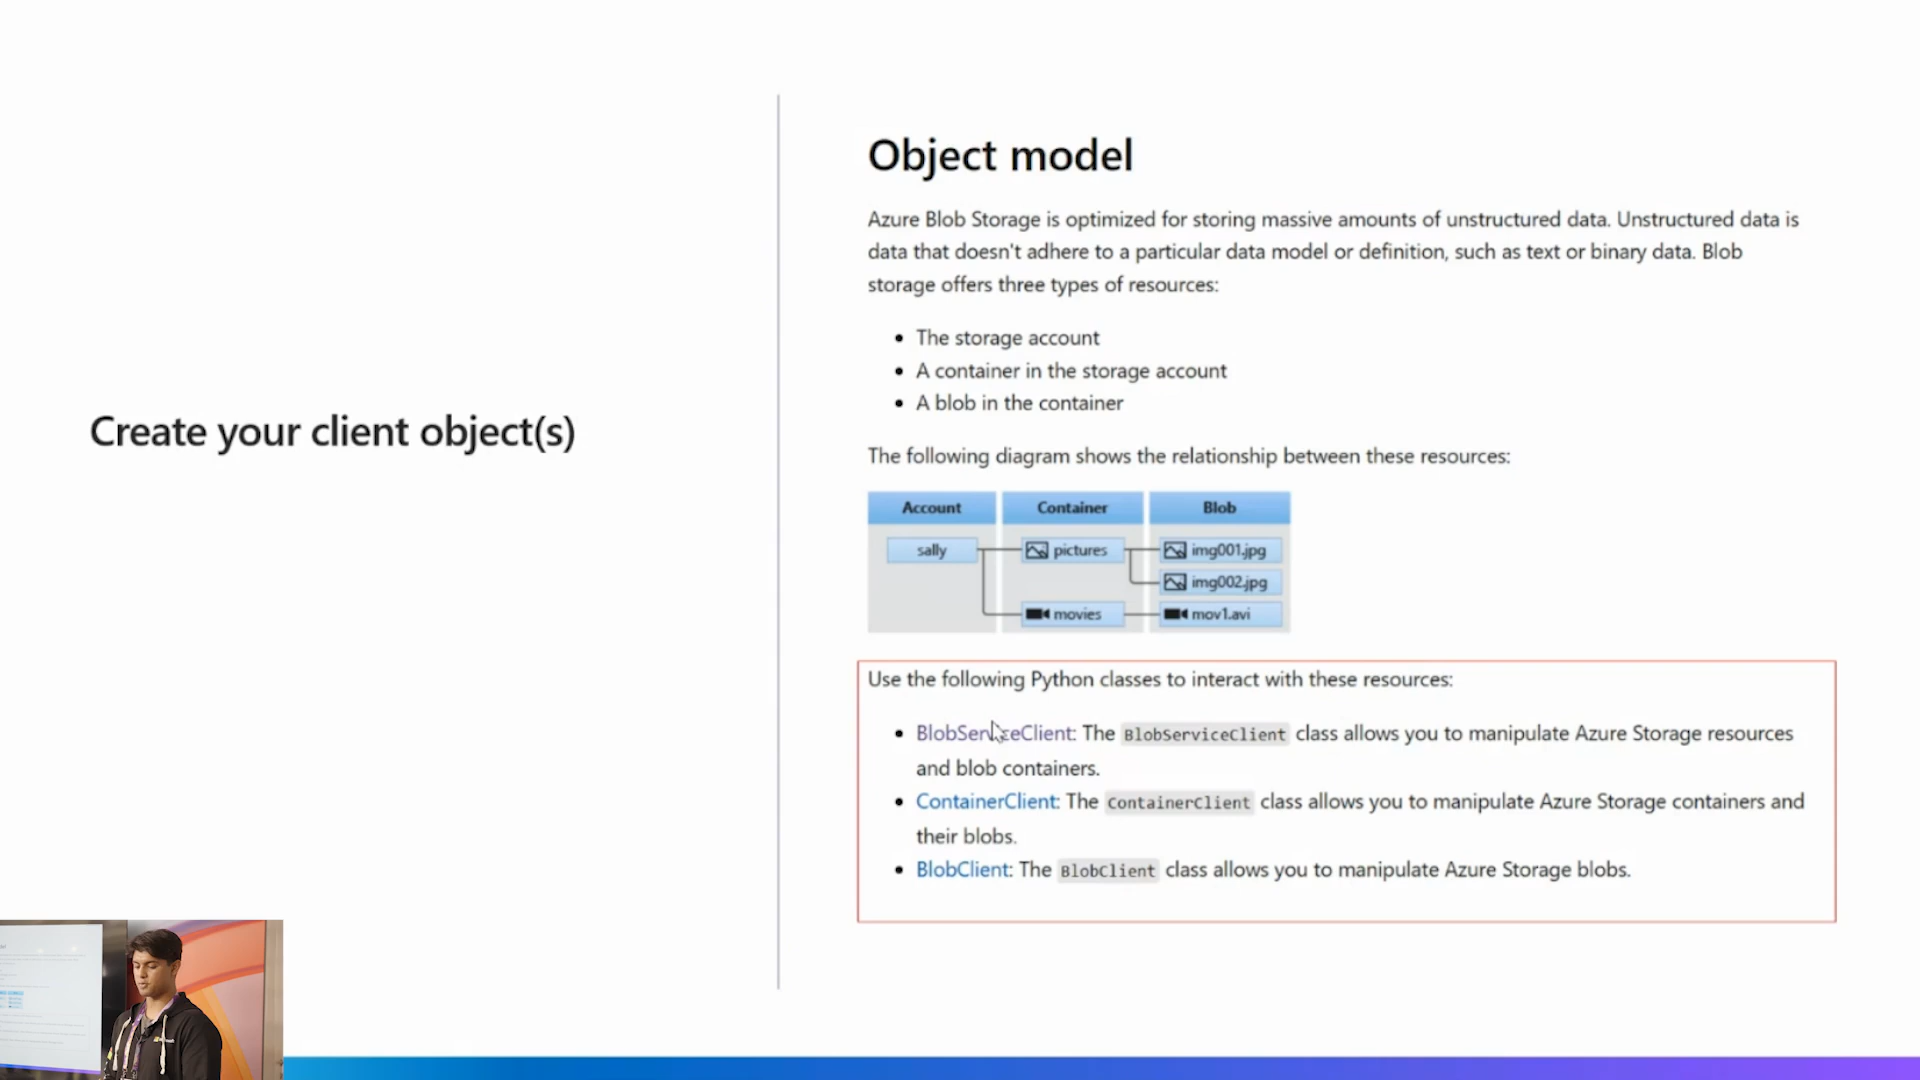 Create your client object(s)
Object model
Azure Blob Storage is optimized for storing massive amounts of unstructured data. Unstructured data is
data that doesn't adhere to a particular data model or definition, such as text or binary data. Blob
storage offers three types of resources:
• The storage account
• A container in the storage account
• A blob in the container
The following diagram shows the relationship between these resources:
Account Container Blob
sally pictures img001.jpg
img002.jpg
movies mov1.avi
Use the following Python classes to interact with these resources:
• BlobServiceClient: The BlobServiceClient class allows you to manipulate Azure Storage resources
and blob containers.
• ContainerClient: The ContainerClient class allows you to manipulate Azure Storage containers and
their blobs.
• BlobClient: The BlobClient class allows you to manipulate Azure Storage blobs.